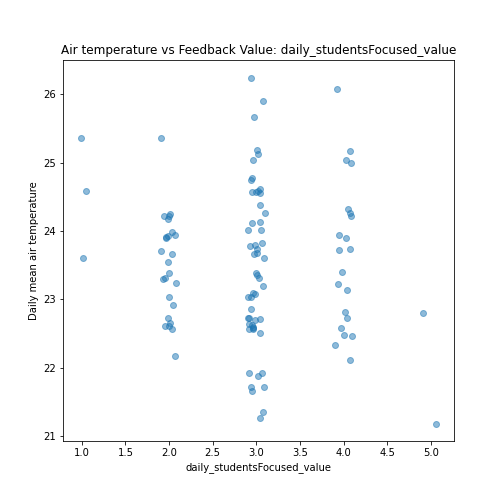 Air temperature vs Feedback Value: daily_studentsFocused_value
26
25
24
23
22
21
Daily mean air temperature
1.0 1.5 2.0 2.5 3.0 3.5 4.0 4.5 5.0
daily_studentsFocused_value